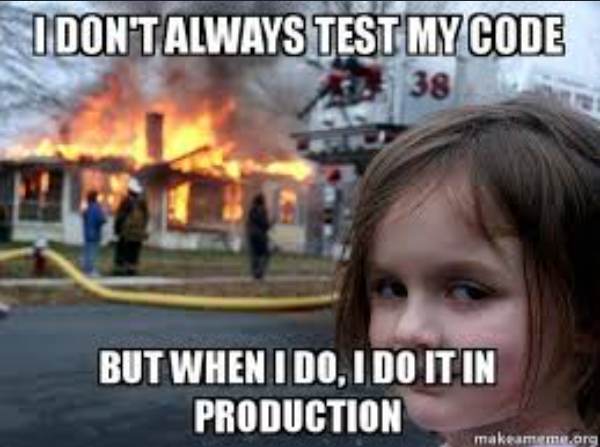 I DON'T ALWAYS TEST MY CODE
38
BUT WHEN I DO, I DO IT IN
PRODUCTION
makeameme.org